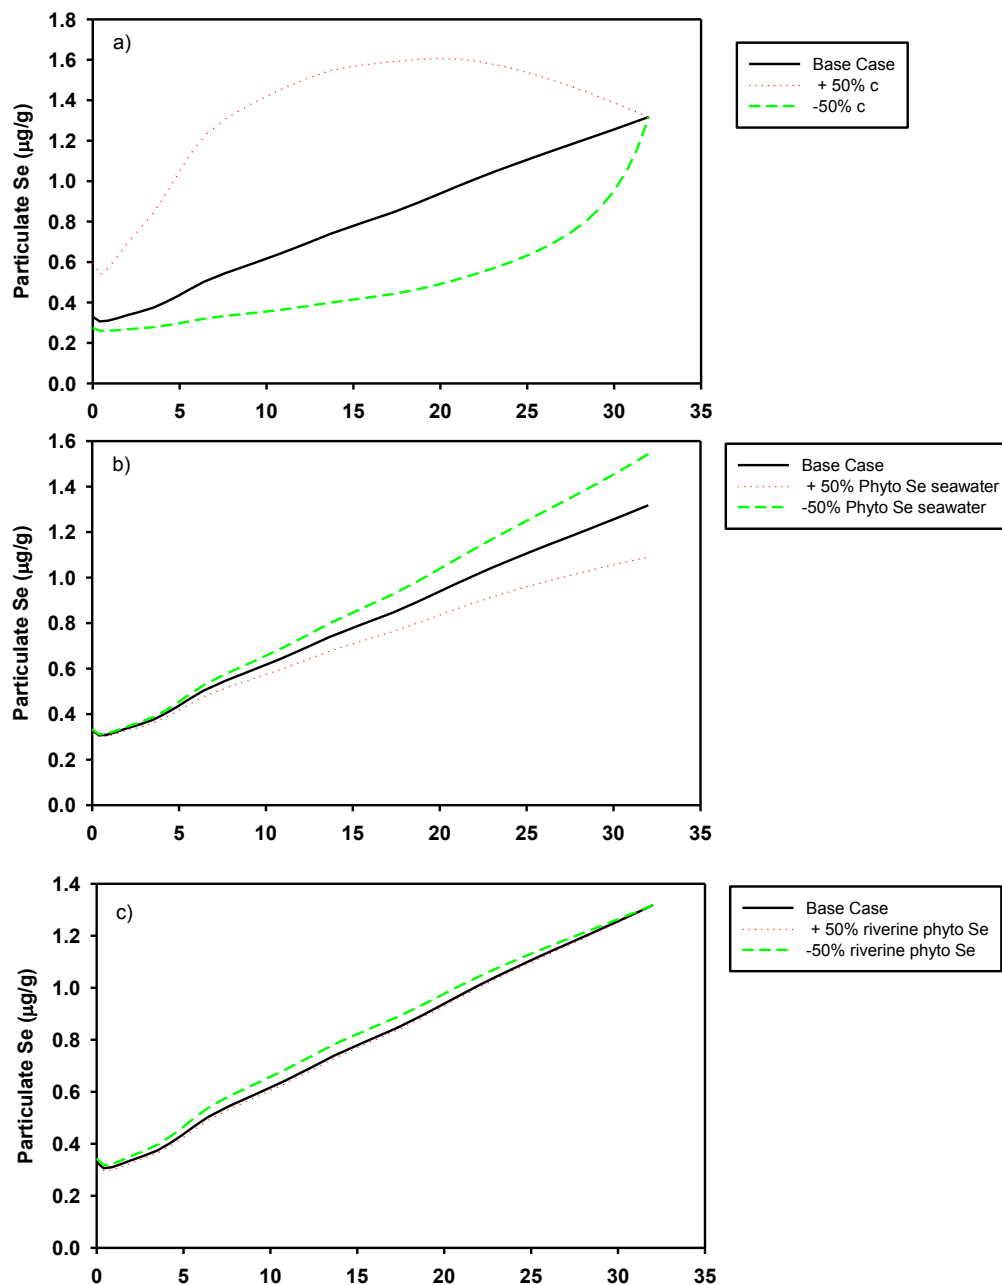 a)
Particulate Se (µg/g)
1.8
1.6
1.4
1.2
1.0
0.8
0.6
0.4
0.2
0.0
0 5 10 15 20 25 30 35
Base Case
+ 50% c
-50% c
b)
Particulate Se (µg/g)
1.6
1.4
1.2
1.0
0.8
0.6
0.4
0.2
0.0
0 5 10 15 20 25 30 35
Base Case
+ 50% Phyto Se seawater
-50% Phyto Se seawater
c)
Particulate Se (µg/g)
1.4
1.2
1.0
0.8
0.6
0.4
0.2
0.0
0 5 10 15 20 25 30 35
Base Case
+ 50% riverine phyto Se
-50% riverine phyto Se